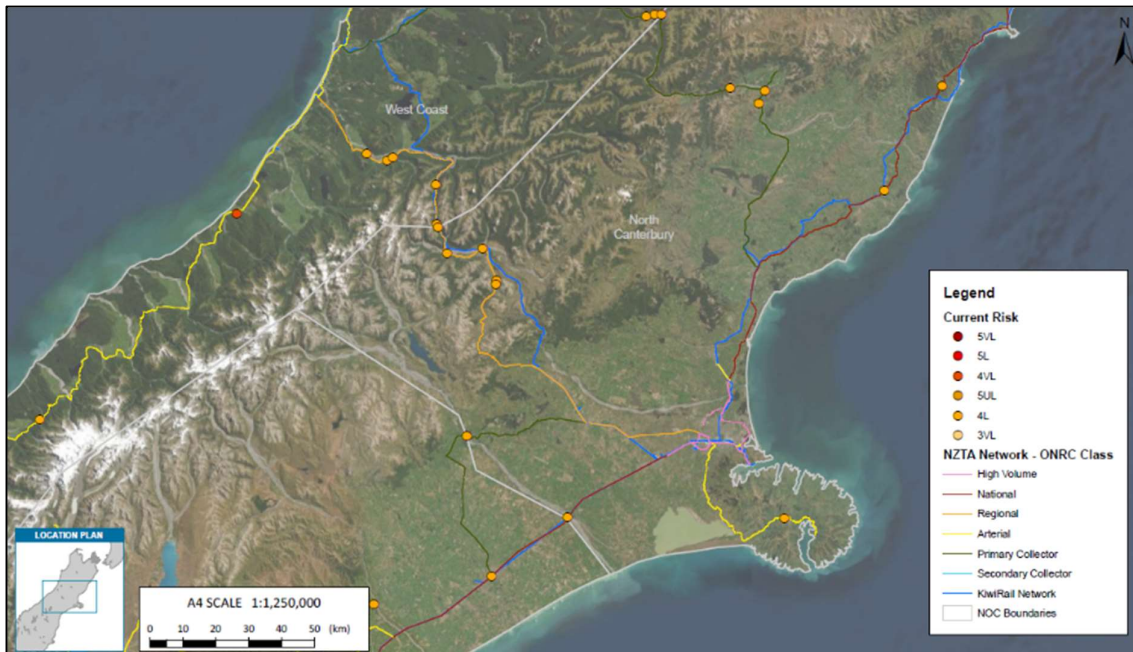 N
West Coast
North
Canterbury
Legend
Current Risk
5VL
5L
4VL
5UL
4L
3VL
NZTA Network - ONRC Class
High Volume
National
Regional
Arterial
Primary Collector
Secondary Collector
KiwiRail Network
NOC Boundaries
LOCATION PLAN
A4 SCALE 1:1,250,000
0 5 10 20 30 40 50 (km)